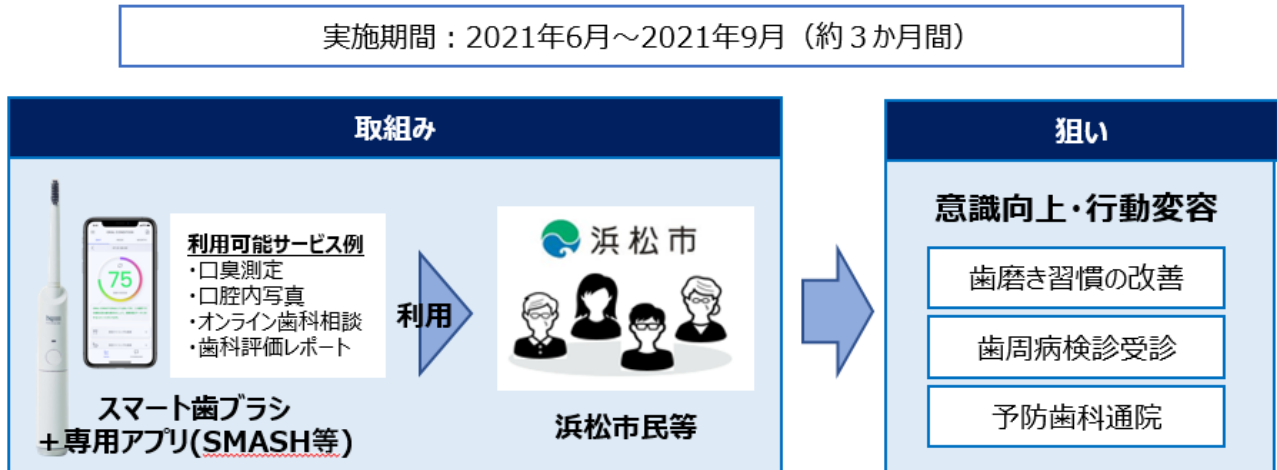 実施期間：2021年6月～2021年9月（約３か月間）
取組み
利用可能サービス例
・口臭測定
・口腔内写真
・オンライン歯科相談
・歯科評価レポート
75
スマート歯ブラシ
＋専用アプリ(SMASH等)
利用
浜松市
浜松市民等
狙い
意識向上・行動変容
歯磨き習慣の改善
歯周病検診受診
予防歯科通院